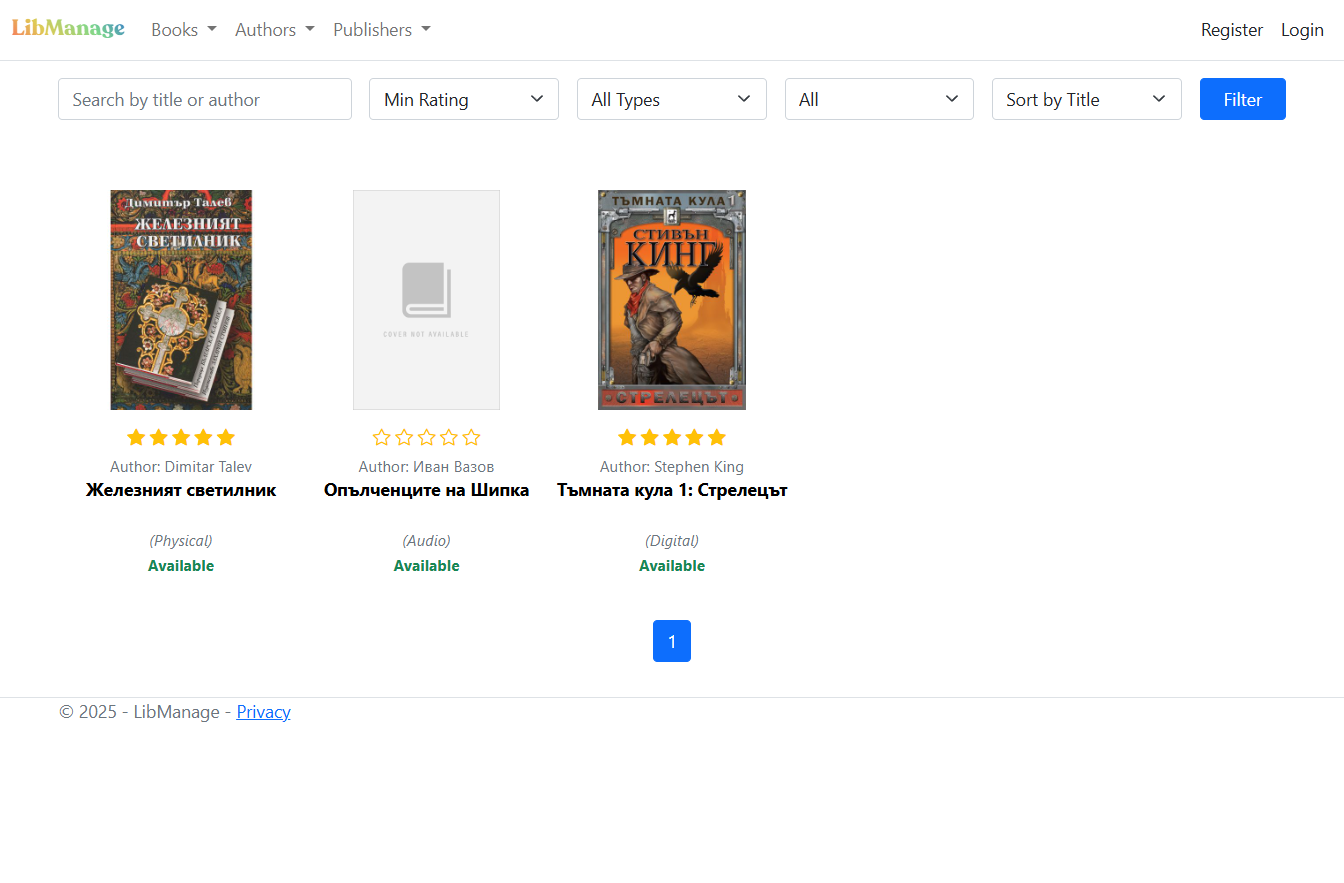 LibManage Books Authors Publishers Register Login
Search by title or author Min Rating All Types All Sort by Title Filter
Димитър Талев
ЖЕЛЕЗНИЯТ
СВЕТИЛНИК
COVER NOT AVAILABLE
ТЪМНАТА КУЛА 1
СТИВЪН
КИНГ
СТРЕЛЕЦЪТ
Author: Dimitar Talev
Железният светилник
(Physical)
Available
Author: Иван Вазов
Опълченците на Шипка
(Audio)
Available
Author: Stephen King
Тъмната кула 1: Стрелецът
(Digital)
Available
1
© 2025 - LibManage - Privacy